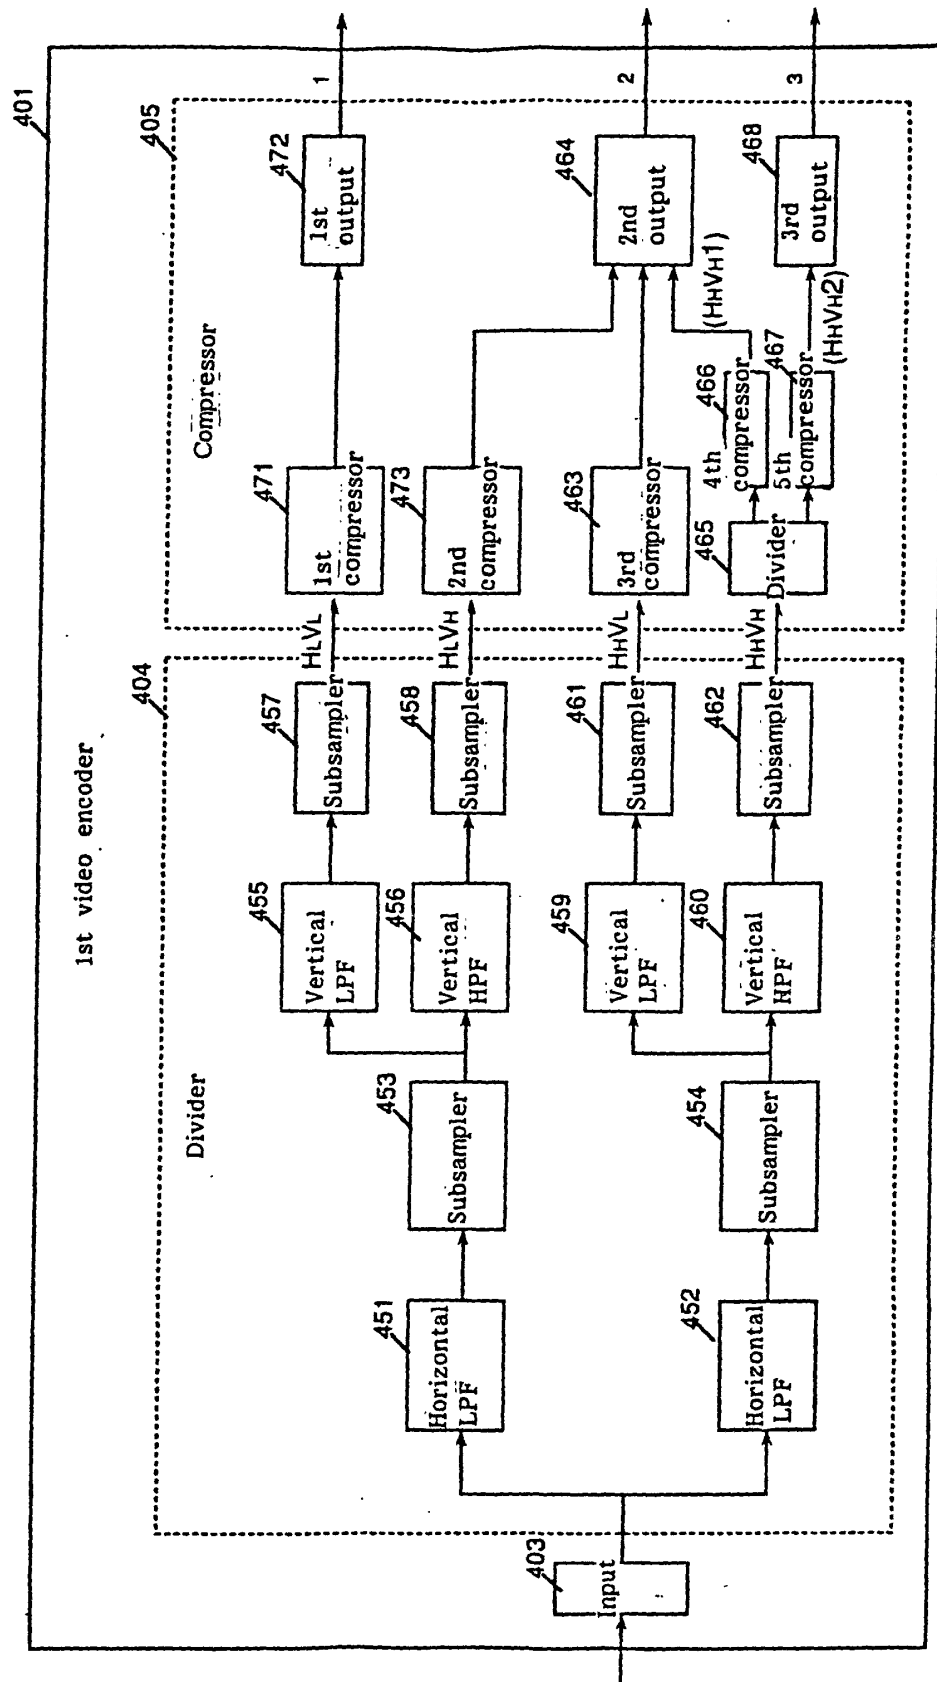 1st video encoder
401
403
Input
404
Divider
451
Horizontal
LPF
452
Horizontal
LPF
453
Subsampler
454
Subsampler
455
Vertical
LPF
456
Vertical
HPF
459
Vertical
LPF
460
Vertical
HPF
457
Subsampler
458
Subsampler
461
Subsampler
462
Subsampler
HLVL
HLVH
HHVL
HHVH
405
Compressor
471
1st
compressor
473
2nd
compressor
463
3rd
compressor
465
Divider
466
4th
compressor
467
5th
compressor
(HHVH1)
(HHVH2)
472
1st
output
464
2nd
output
468
3rd
output
1
2
3